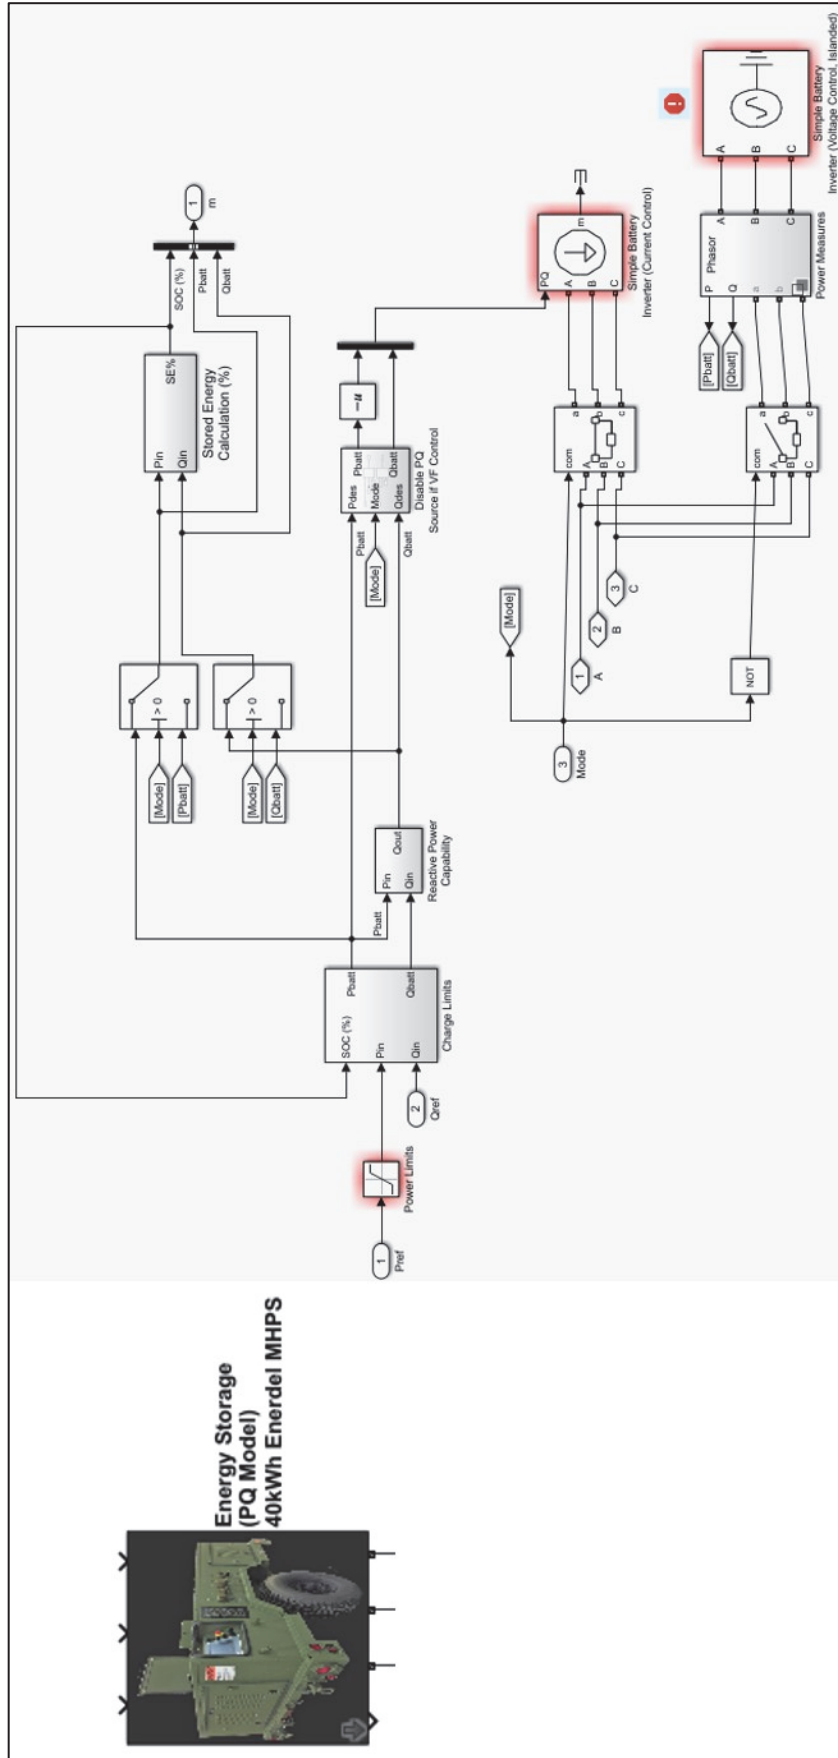 Energy Storage
(PQ Model)
40kWh Enerdel MHPS
1
Pref
Power Limits
2
Qref
SOC (%)
Pin
Qin
Pbatt
Qbatt
Charge Limits
Pbatt
Pin
Qin
Qout
Reactive Power
Capability
[Mode]
[Pbatt]
> 0
[Mode]
[Qbatt]
> 0
Pin
Qin
SE%
Stored Energy
Calculation (%)
SOC (%)
Pbatt
Qbatt
1
m
Pbatt
[Mode]
Qbatt
Pdes
Mode
Qdes
Pbatt
Qbatt
Disable PQ
Source if VF Control
-u
PQ
A
B
C
m
Simple Battery
Inverter (Current Control)
3
Mode
[Mode]
1
A
2
B
3
C
NOT
com
A
B
C
a
b
c
com
A
B
C
a
b
c
[Pbatt]
[Qbatt]
P
Q
a
b
Phasor
A
B
C
Power Measures
A
B
C
Simple Battery
Inverter (Voltage Control, Islanded)